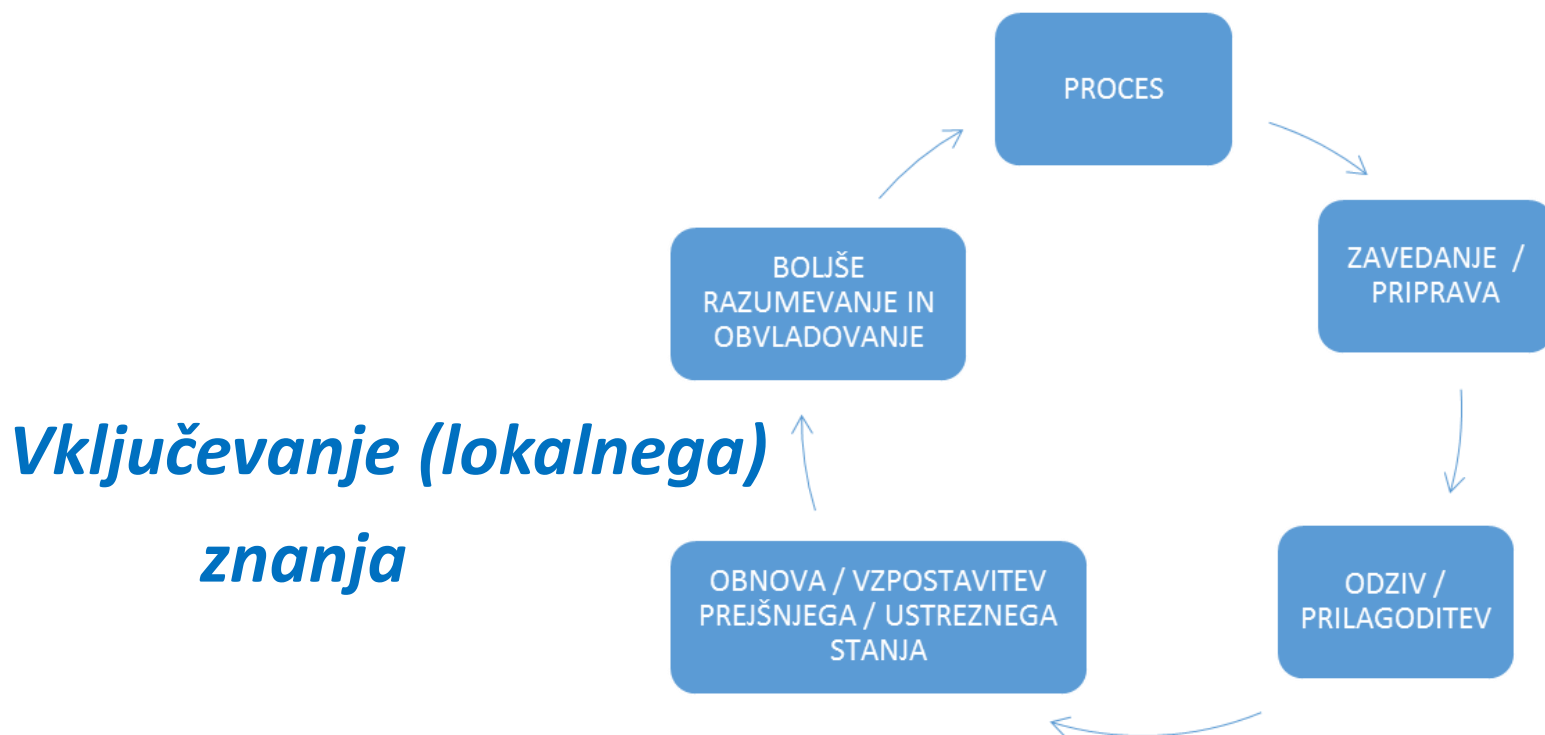 PROCES
ZAVEDANJE /
PRIPRAVA
ODZIV /
PRILAGODITEV
OBNOVA / VZPOSTAVITEV
PREJŠNJEGA / USTREZNEGA
STANJA
BOLJŠE
RAZUMEVANJE IN
OBVLADOVANJE
Vključevanje (lokalnega)
znanja